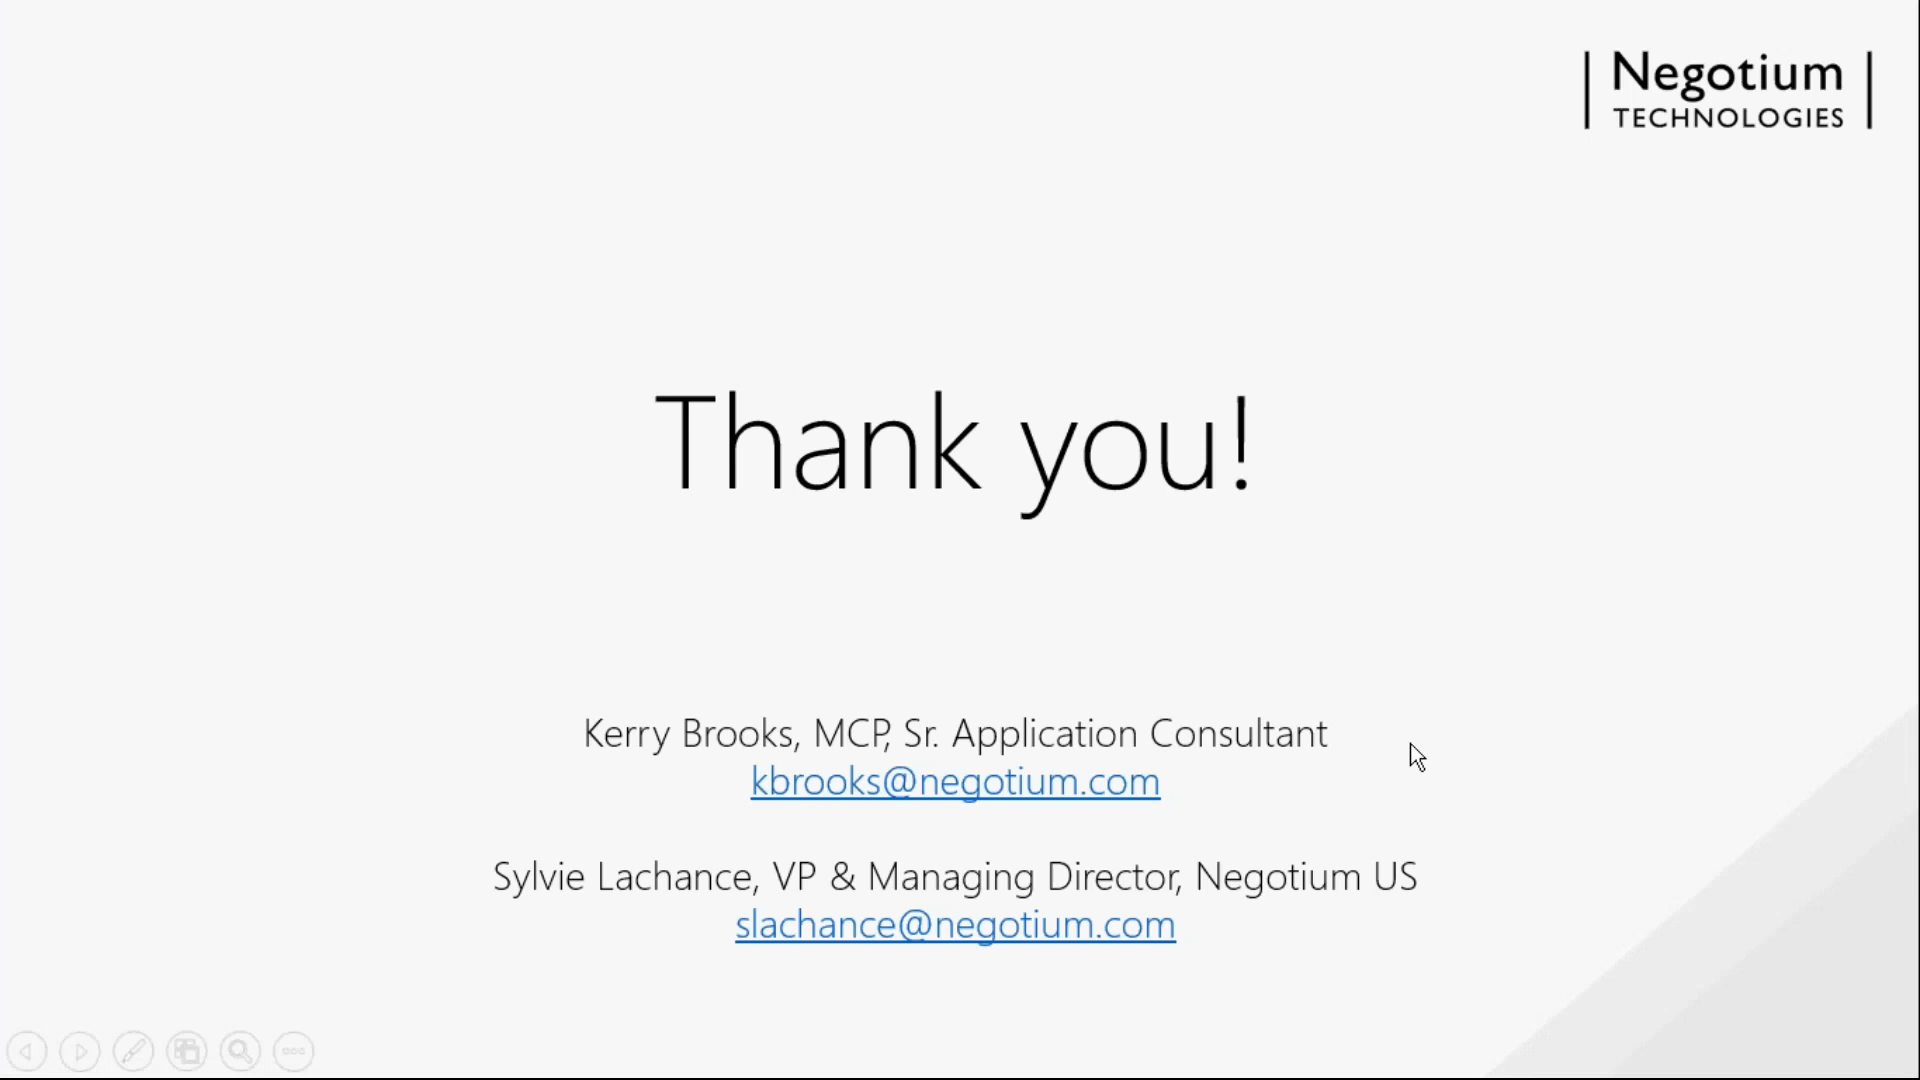 Negotium
TECHNOLOGIES
Thank you!
Kerry Brooks, MCP, Sr. Application Consultant
kbrooks@negotium.com
Sylvie Lachance, VP & Managing Director, Negotium US
slachance@negotium.com